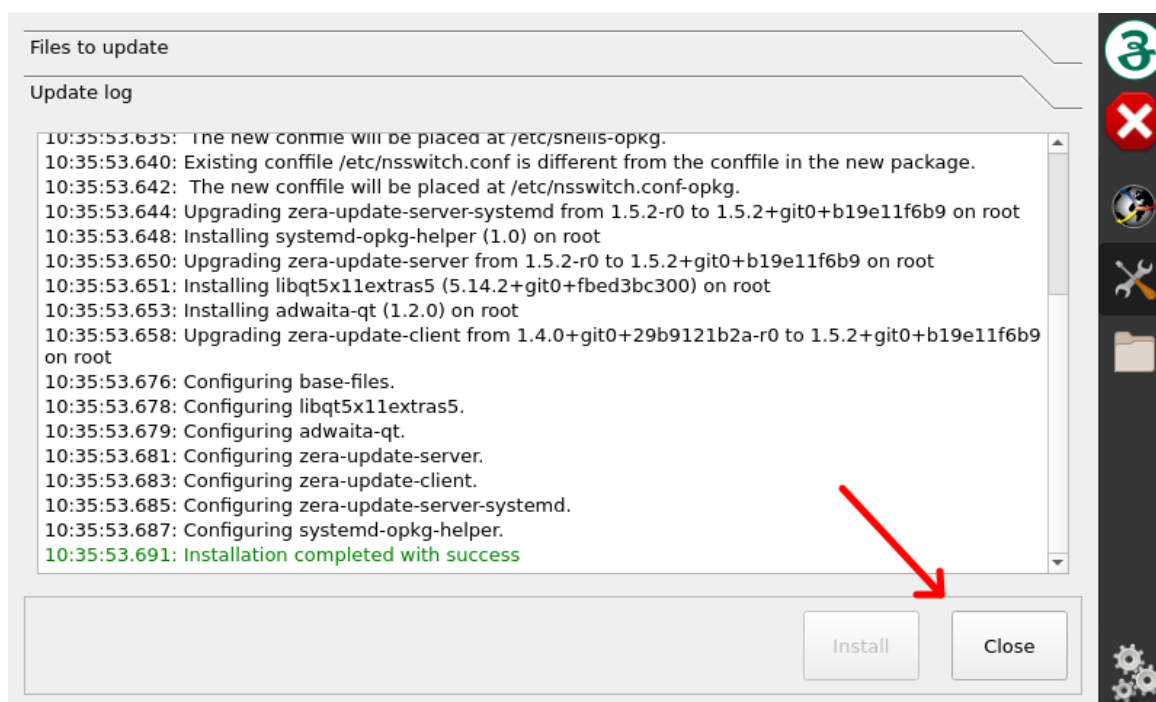 Files to update
Update log
10:35:53.635:  The new conffile will be placed at /etc/shells-opkg.
10:35:53.640: Existing conffile /etc/nsswitch.conf is different from the conffile in the new package.
10:35:53.642:  The new conffile will be placed at /etc/nsswitch.conf-opkg.
10:35:53.644: Upgrading zera-update-server-systemd from 1.5.2-r0 to 1.5.2+git0+b19e11f6b9 on root
10:35:53.648: Installing systemd-opkg-helper (1.0) on root
10:35:53.650: Upgrading zera-update-server from 1.5.2-r0 to 1.5.2+git0+b19e11f6b9 on root
10:35:53.651: Installing libqt5x11extras5 (5.14.2+git0+fbed3bc300) on root
10:35:53.653: Installing adwaita-qt (1.2.0) on root
10:35:53.658: Upgrading zera-update-client from 1.4.0+git0+29b9121b2a-r0 to 1.5.2+git0+b19e11f6b9
on root
10:35:53.676: Configuring base-files.
10:35:53.678: Configuring libqt5x11extras5.
10:35:53.679: Configuring adwaita-qt.
10:35:53.681: Configuring zera-update-server.
10:35:53.683: Configuring zera-update-client.
10:35:53.685: Configuring zera-update-server-systemd.
10:35:53.687: Configuring systemd-opkg-helper.
10:35:53.691: Installation completed with success
Install
Close